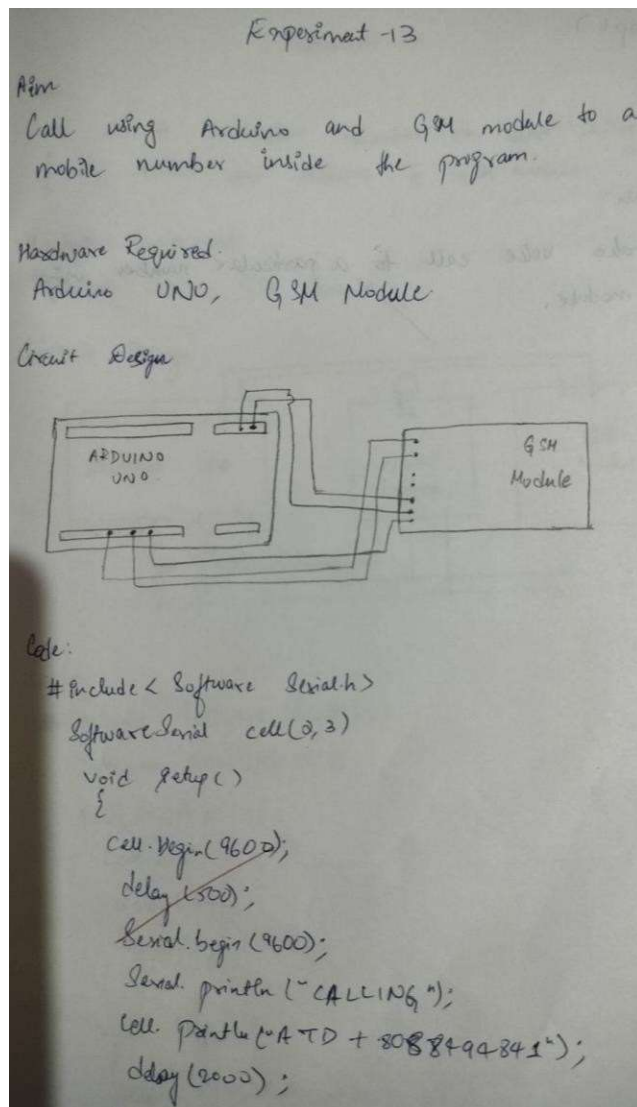 Experiment -13
Aim
Call using Arduino and GSM module to a
mobile number inside the program.
Hardware Required.
Arduino UNO, GSM Module
Circuit Design
ARDUINO
UNO
GSM
Module
Code:
#include < Software Serial.h>
Software Serial cell(2,3)
void setup()
{
cell.begin(9600);
delay (500);
Serial.begin(9600);
Serial. println ("CALLING");
Cell. println ("ATD + 8088494841");
delay (2000);